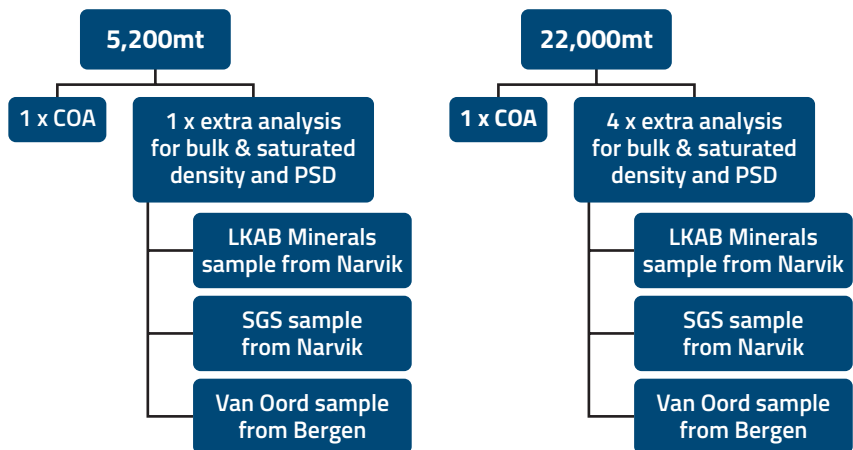 5,200mt
1 x COA
1 x extra analysis
for bulk & saturated
density and PSD
LKAB Minerals
sample from Narvik
SGS sample
from Narvik
Van Oord sample
from Bergen
22,000mt
1 x COA
4 x extra analysis
for bulk & saturated
density and PSD
LKAB Minerals
sample from Narvik
SGS sample
from Narvik
Van Oord sample
from Bergen